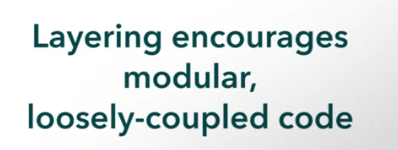 Layering encourages
modular,
loosely-coupled code